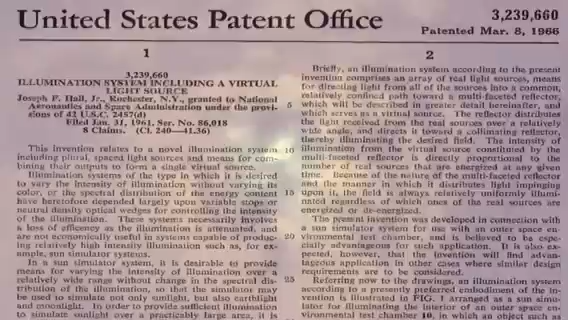 United States Patent Office
3,239,660
Patented Mar. 8, 1966
1
3,239,660
ILLUMINATION SYSTEM INCLUDING A VIRTUAL
LIGHT SOURCE
Joseph F. Hall, Jr., Rochester, N.Y., granted to National
Aeronautics and Space Administration under the provi-
sions of 42 U.S.C. 2457(d)
Filed Jan. 31, 1961, Ser. No. 86,018
8 Claims. (Cl. 240—41.36)
This invention relates to a novel illumination system
including plural, spaced light sources and means for com-
bining their outputs to form a single virtual source.
Illumination systems of the type in which it is desired
to vary the intensity of illumination without varying its
color, or the spectral distribution of the energy content
have heretofore depended largely upon variable stops or
neutral density optical wedges for controlling the intensity
of the illumination. These systems necessarily involve
a loss of efficiency as the illumination is attenuated, and
are not economically useful in systems capable of produc-
ing relatively high intensity illuminations such as, for ex-
ample, sun simulator systems.
In a sun simulator system, it is desirable to provide
means for varying the intensity of illumination over a
relatively wide range without change in the spectral dis-
tribution of the illumination, so that the simulator may
be used to simulate not only sunlight, but also earthlight
and moonlight. In order to provide sufficient illumination
to simulate sunlight over a practicably large area, it is
5
10
15
20
25
2
Briefly, an illumination system according to the present
invention comprises an array of real light sources, means
for directing light from all of the sources into a common,
relatively confined path toward a multi-faceted reflector,
which will be described in greater detail hereinafter, and
which serves as a virtual source. The reflector distributes
the light received from the real sources over a relatively
wide angle, and directs it toward a collimating reflector,
thereby illuminating the desired field. The intensity of
illumination from the virtual source constituted by the
multi-faceted reflector is directly proportional to the
number of real sources that are energized at any given
time. Because of the nature of the multi-faceted reflector
and the manner in which it distributes light impinging
upon it, the field is always relatively uniformly illumi-
nated regardless of which ones of the real sources are
energized or de-energized.
The present invention was developed in connection with
a sun simulator system for use with an outer space en-
vironmental test chamber, and is believed to be espe-
cially advantageous for such application. It is also ex-
pected, however, that the invention will find advan-
tageous application in other cases where similar design
requirements are to be considered.
Referring now to the drawings, an illumination system
according to a presently preferred embodiment of the in-
vention is illustrated in FIG. 1 arranged as a sun simu-
lator for illuminating the interior of an outer space en-
vironmental test chamber 10, in which an object such as